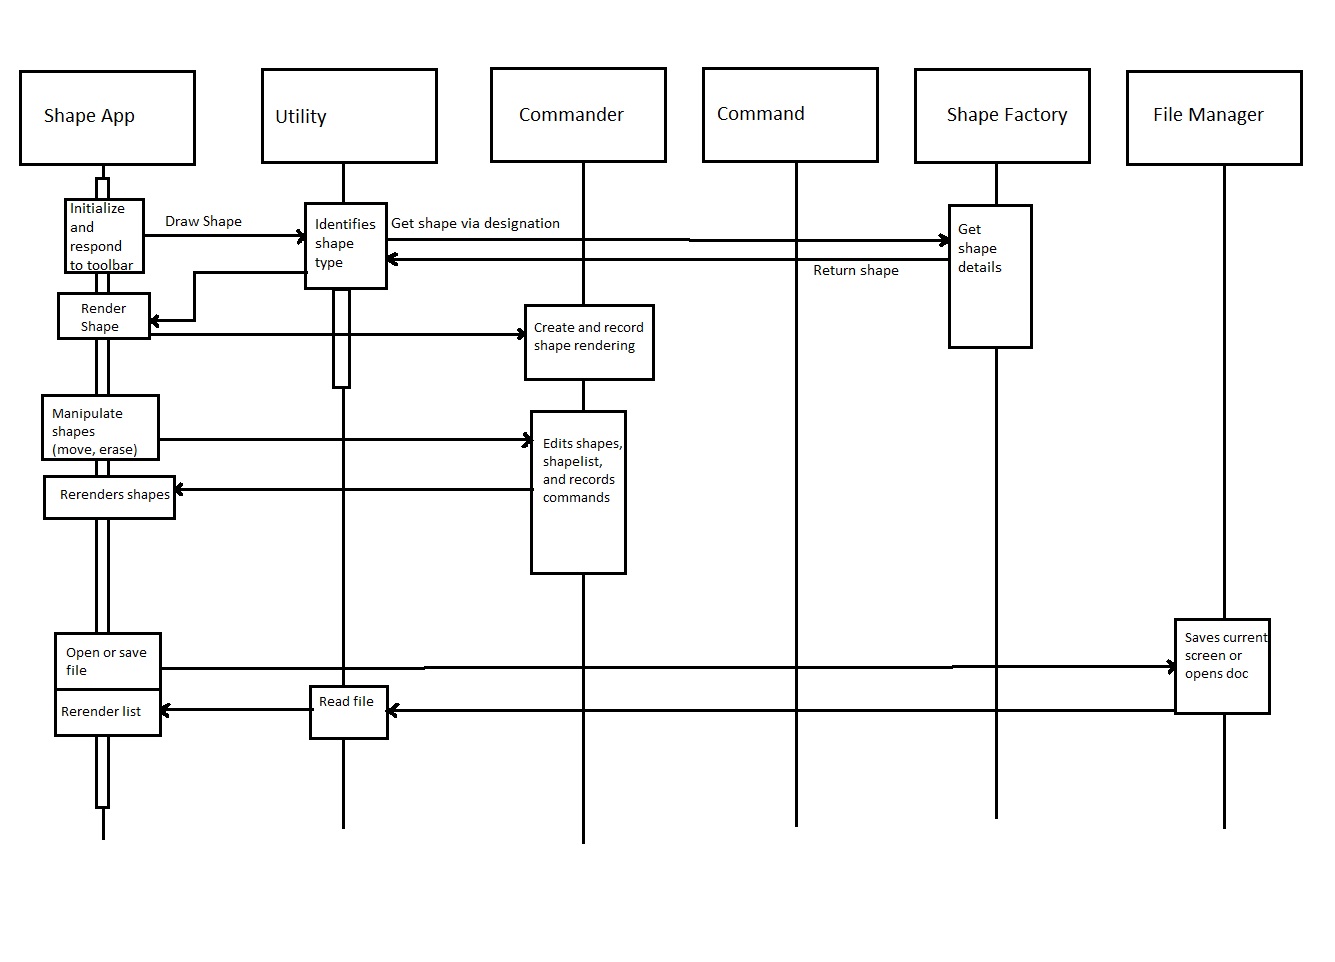 Shape App
Utility
Commander
Command
Shape Factory
File Manager
Initialize
and
respond
to toolbar
Draw Shape
Identifies
shape
type
Get shape via designation
Get
shape
details
Return shape
Render
Shape
Create and record
shape rendering
Manipulate
shapes
(move, erase)
Edits shapes,
shapelist,
and records
commands
Rerenders shapes
Open or save
file
Saves current
screen or
opens doc
Read file
Rerender list